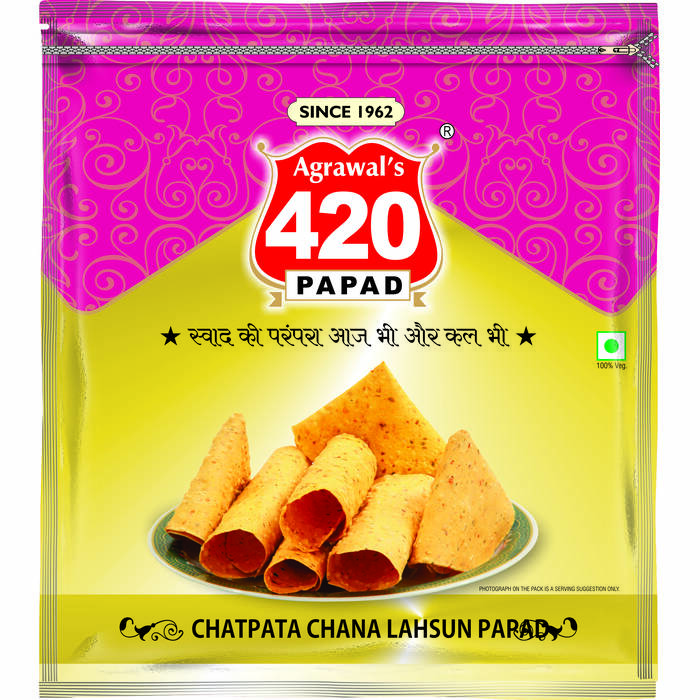 SINCE 1962
®
Agrawal's
420
PAPAD
★ स्वाद की परंपरा आज भी और कल भी ★
100% Veg.
PHOTOGRAPH ON THE PACK IS A SERVING SUGGESTION ONLY.
CHATPATA CHANA LAHSUN PAPAD